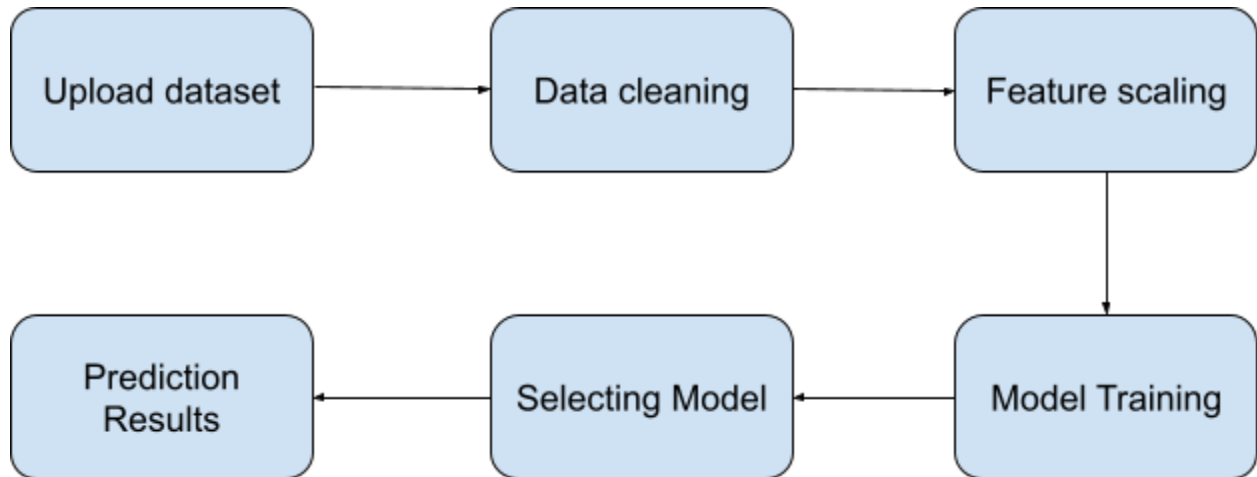 Upload dataset
Data cleaning
Feature scaling
Prediction
Results
Selecting Model
Model Training